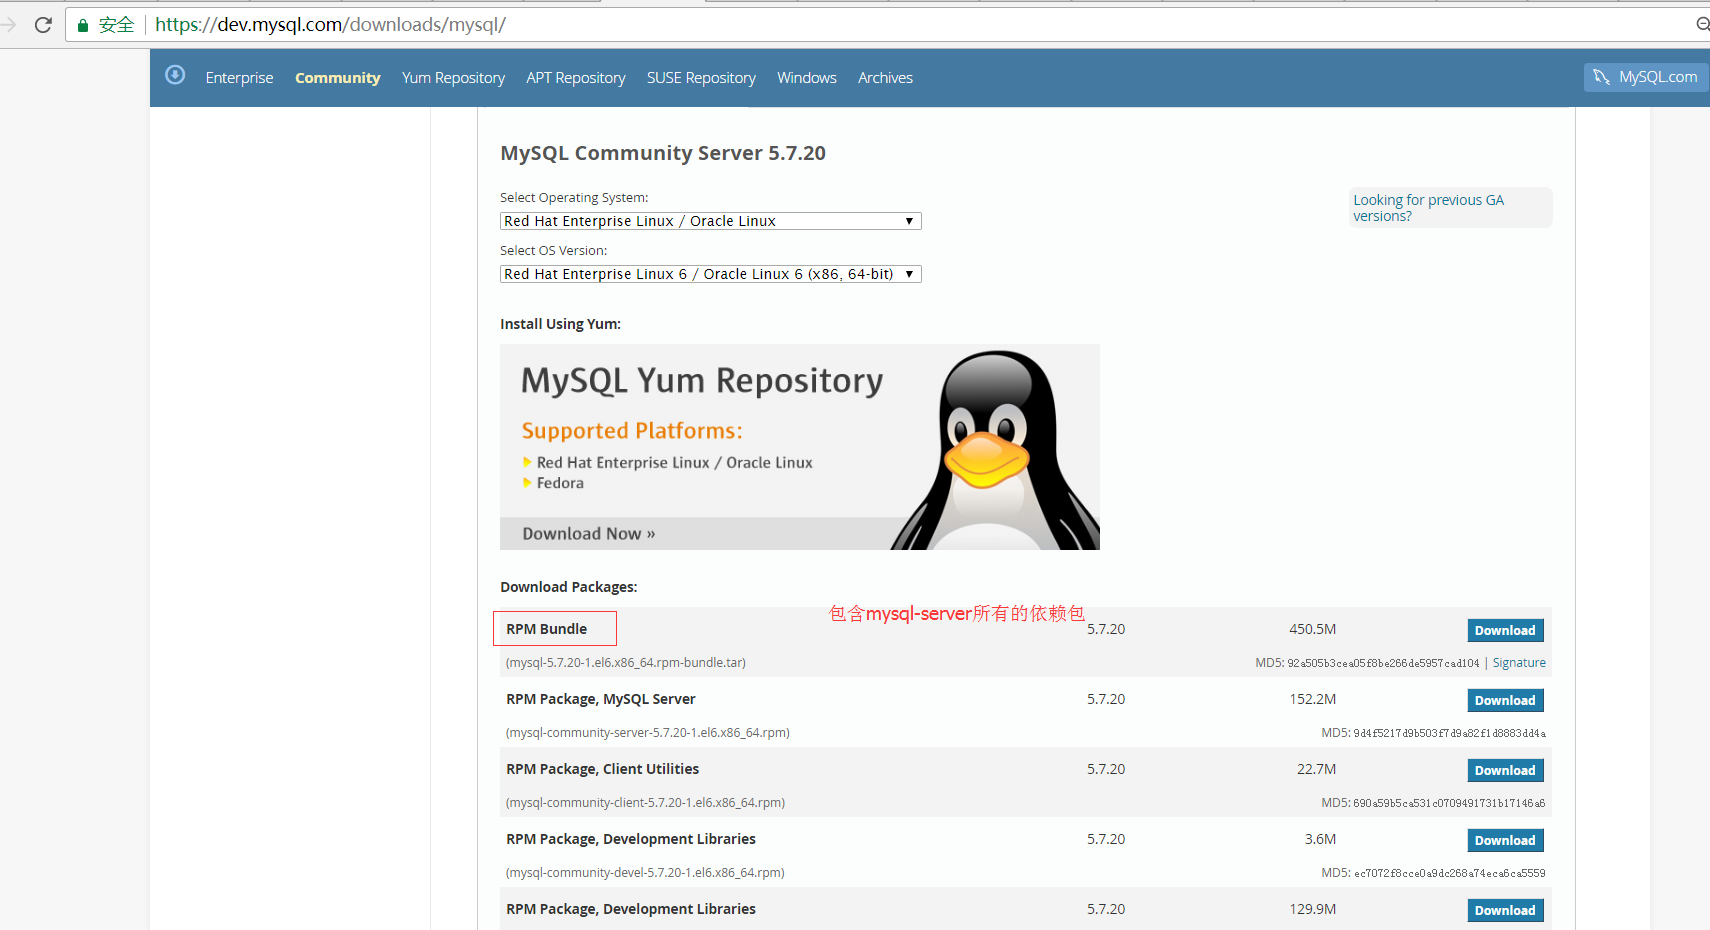 安全 https://dev.mysql.com/downloads/mysql/
Enterprise Community Yum Repository APT Repository SUSE Repository Windows Archives MySQL.com
MySQL Community Server 5.7.20
Select Operating System:
Looking for previous GA
versions?
Red Hat Enterprise Linux / Oracle Linux
Select OS Version:
Red Hat Enterprise Linux 6 / Oracle Linux 6 (x86, 64-bit)
Install Using Yum:
MySQL Yum Repository
Supported Platforms:
Red Hat Enterprise Linux / Oracle Linux
Fedora
Download Now »
Download Packages:
包含mysql-server所有的依赖包
RPM Bundle 5.7.20 450.5M Download
(mysql-5.7.20-1.el6.x86_64.rpm-bundle.tar) MD5: 92a505b3cea05f8be266de5957cad104 | Signature
RPM Package, MySQL Server 5.7.20 152.2M Download
(mysql-community-server-5.7.20-1.el6.x86_64.rpm) MD5: 9d4f5217d9b503f7d9a82f1d8883dd4a
RPM Package, Client Utilities 5.7.20 22.7M Download
(mysql-community-client-5.7.20-1.el6.x86_64.rpm) MD5: 690a59b5ca531c0709491731b17146a6
RPM Package, Development Libraries 5.7.20 3.6M Download
(mysql-community-devel-5.7.20-1.el6.x86_64.rpm) MD5: ec7072f8cce0a9dc268a74eca6ca5559
RPM Package, Development Libraries 5.7.20 129.9M Download